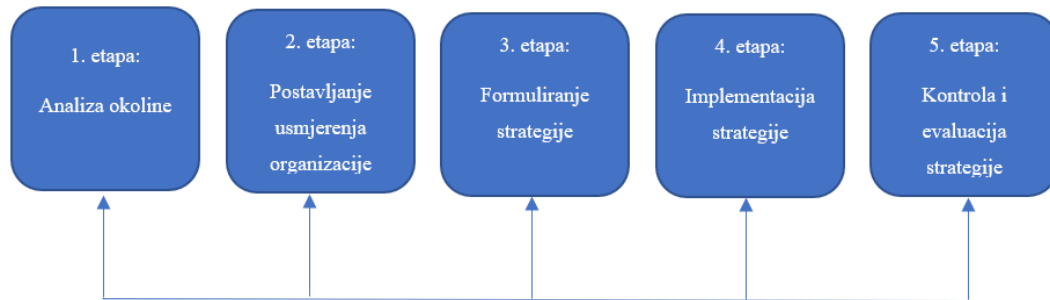 1. etapa:
Analiza okoline
2. etapa:
Postavljanje
usmjerenja
organizacije
3. etapa:
Formuliranje
strategije
4. etapa:
Implementacija
strategije
5. etapa:
Kontrola i
evaluacija
strategije